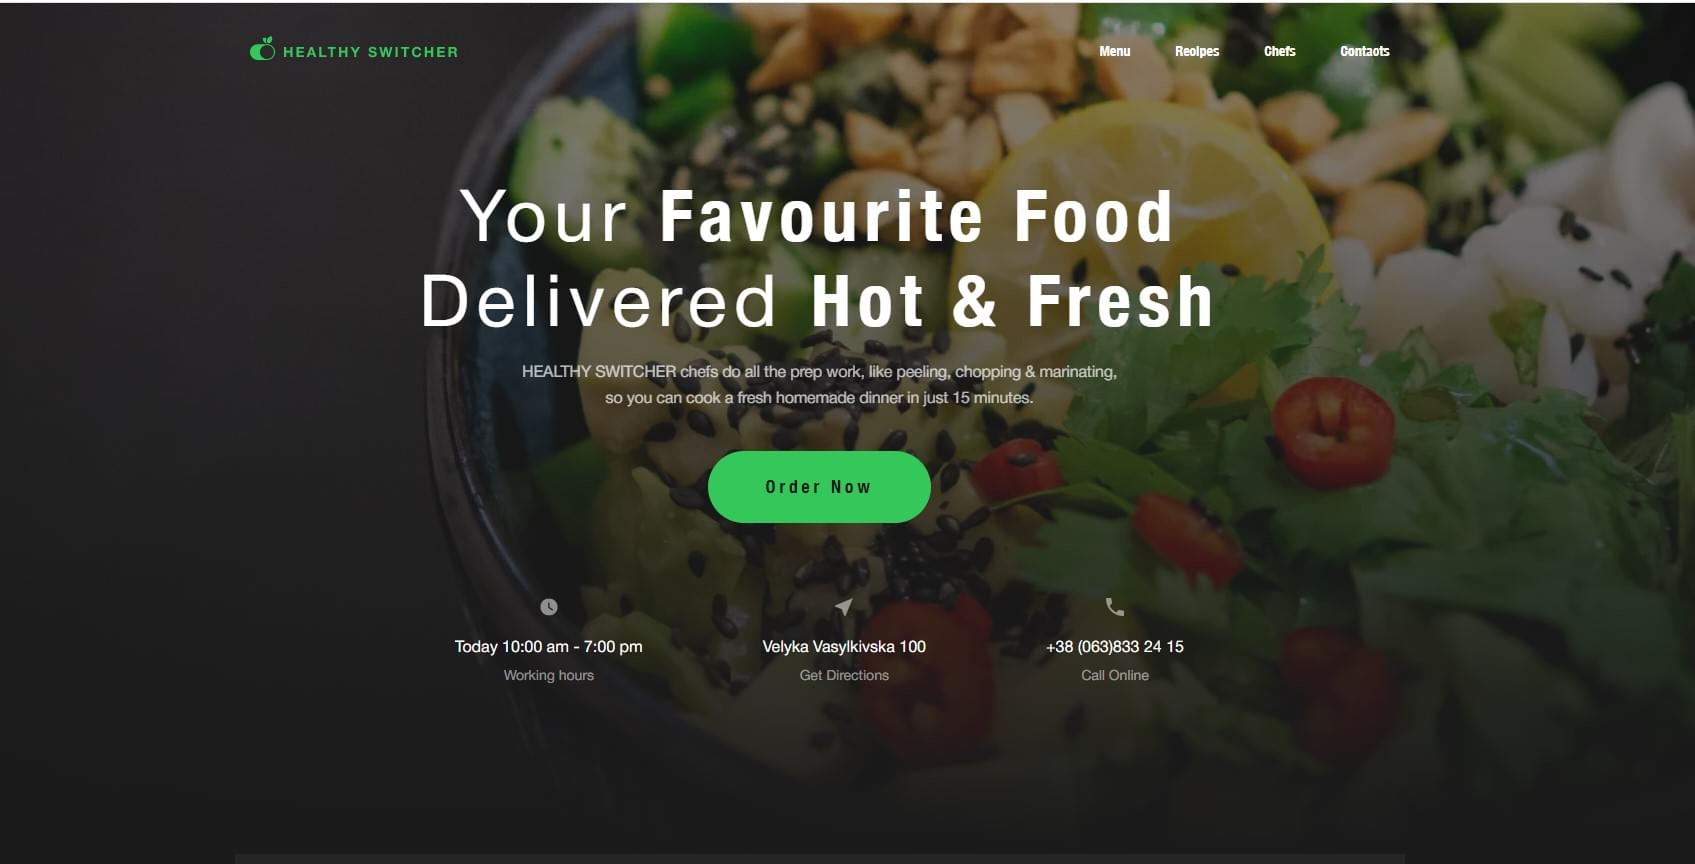 HEALTHY SWITCHER
Menu Recipes Chefs Contacts
Your Favourite Food
Delivered Hot & Fresh
HEALTHY SWITCHER chefs do all the prep work, like peeling, chopping & marinating,
so you can cook a fresh homemade dinner in just 15 minutes.
Order Now
Today 10:00 am - 7:00 pm
Working hours
Velyka Vasylkivska 100
Get Directions
+38 (063)833 24 15
Call Online